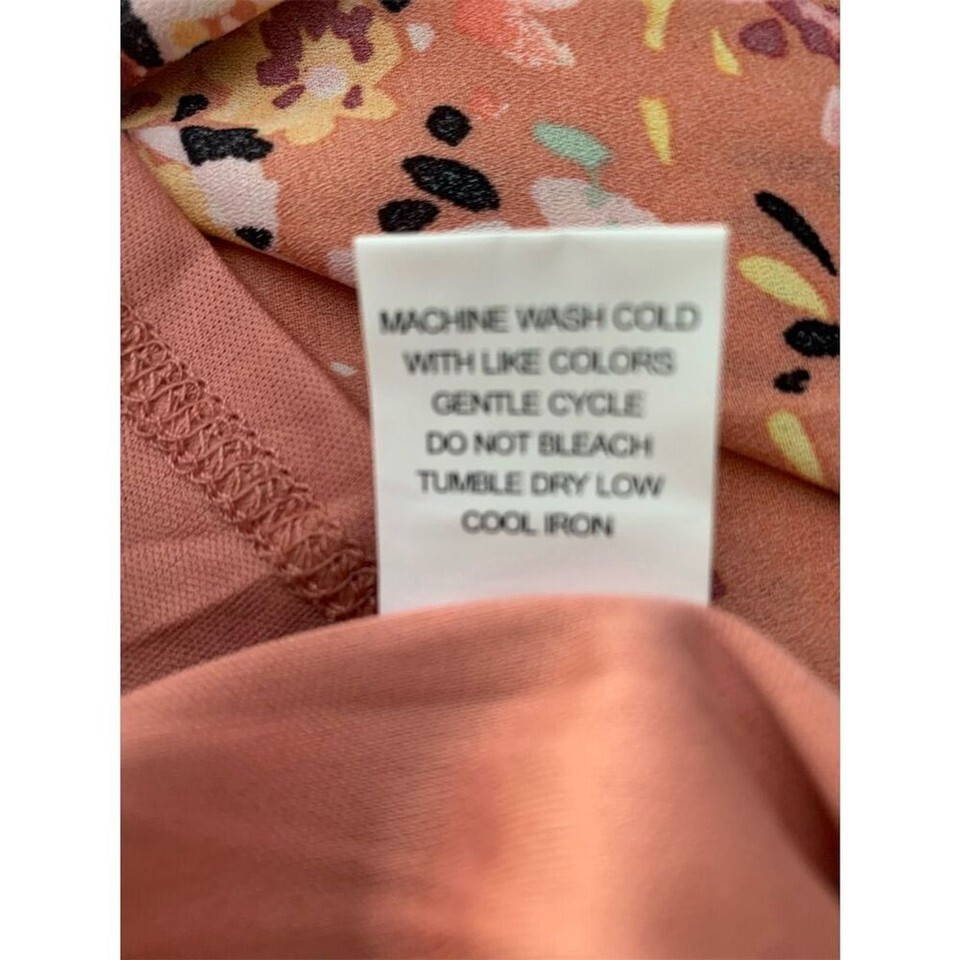 MACHINE WASH COLD
WITH LIKE COLORS
GENTLE CYCLE
DO NOT BLEACH
TUMBLE DRY LOW
COOL IRON